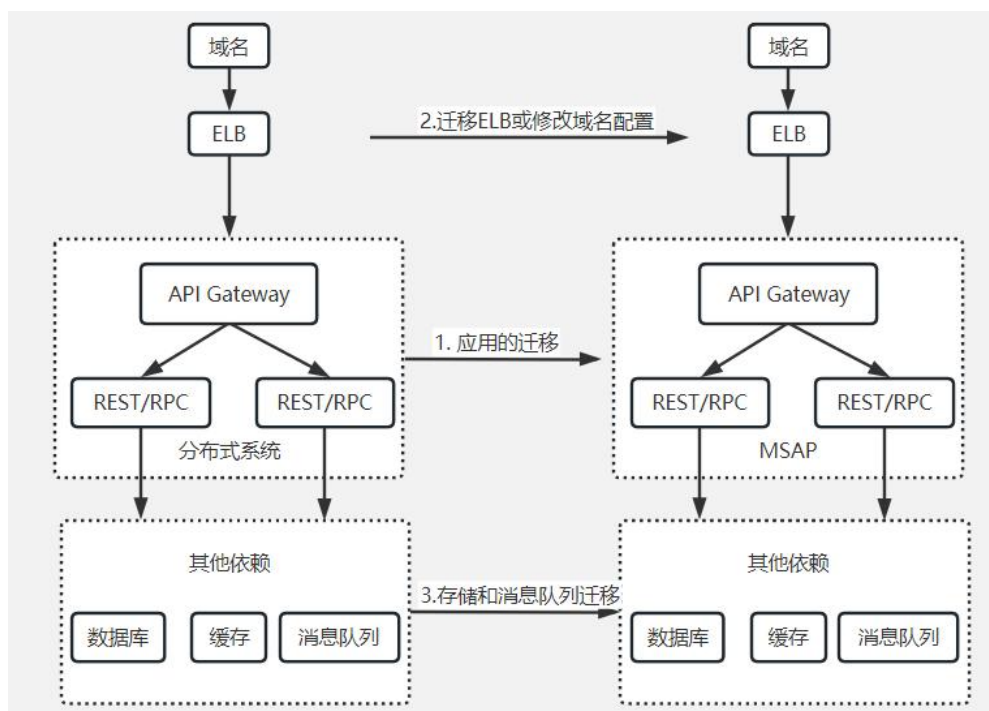 域名
域名
ELB
2.迁移ELB或修改域名配置
ELB
API Gateway
API Gateway
1. 应用的迁移
REST/RPC
REST/RPC
REST/RPC
REST/RPC
分布式系统
MSAP
其他依赖
其他依赖
3.存储和消息队列迁移
数据库
缓存
消息队列
数据库
缓存
消息队列